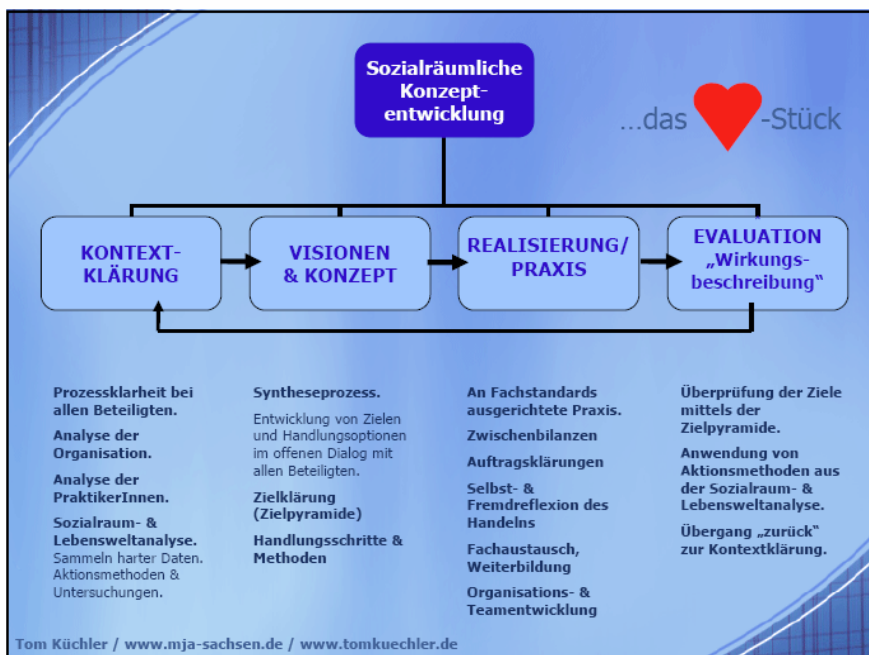 Sozialräumliche
Konzept-
entwicklung
...das
-Stück
KONTEXT-
KLÄRUNG
VISIONEN
& KONZEPT
REALISIERUNG/
PRAXIS
EVALUATION
„Wirkungs-
beschreibung“
Prozessklarheit bei
allen Beteiligten.
Analyse der
Organisation.
Analyse der
PraktikerInnen.
Sozialraum- &
Lebensweltanalyse.
Sammeln harter Daten.
Aktionsmethoden &
Untersuchungen.
Syntheseprozess.
Entwicklung von Zielen
und Handlungsoptionen
im offenen Dialog mit
allen Beteiligten.
Zielklärung
(Zielpyramide)
Handlungsschritte &
Methoden
An Fachstandards
ausgerichtete Praxis.
Zwischenbilanzen
Auftragsklärungen
Selbst- &
Fremdreflexion des
Handelns
Fachaustausch,
Weiterbildung
Organisations- &
Teamentwicklung
Überprüfung der Ziele
mittels der
Zielpyramide.
Anwendung von
Aktionsmethoden aus
der Sozialraum- &
Lebensweltanalyse.
Übergang „zurück“
zur Kontextklärung.
Tom Küchler / www.mja-sachsen.de / www.tomkuechler.de